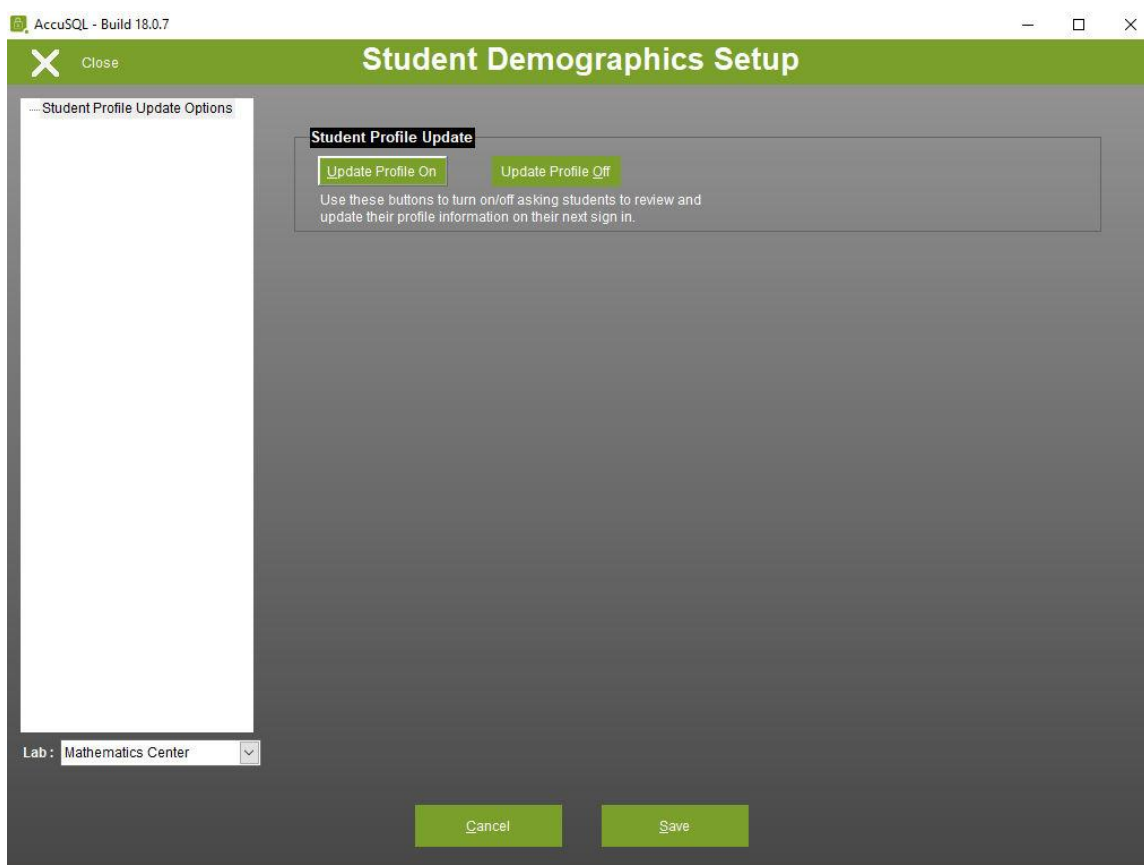 AccuSQL - Build 18.0.7
Close
Student Demographics Setup
Student Profile Update Options
Student Profile Update
Update Profile On
Update Profile Off
Use these buttons to turn on/off asking students to review and
update their profile information on their next sign in.
Lab : Mathematics Center
Cancel
Save